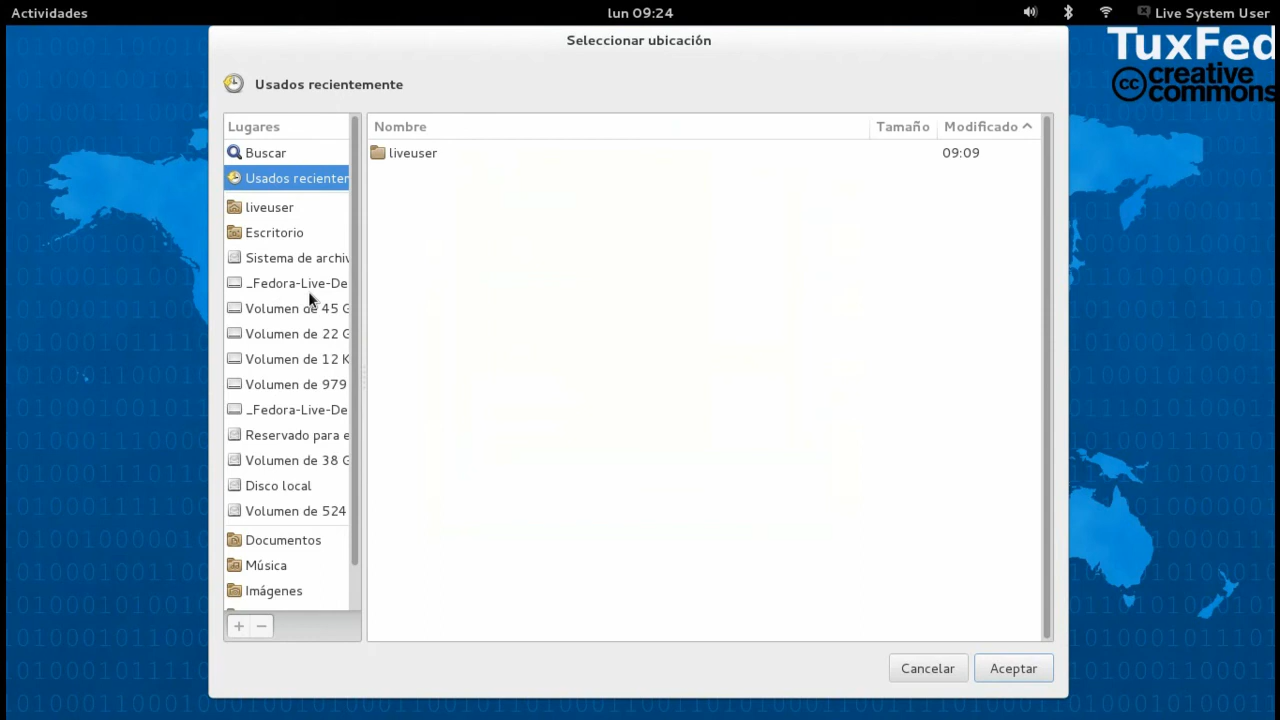 Actividades
lun 09:24
Live System User
Seleccionar ubicación
TuxFed
cc creative
commons
Usados recientemente
Lugares
Nombre
Tamaño
Modificado
Buscar
liveuser
09:09
Usados recienter
liveuser
Escritorio
Sistema de archiv
_Fedora-Live-De
Volumen de 45 G
Volumen de 22 G
Volumen de 12 K
Volumen de 979
_Fedora-Live-De
Reservado para e
Volumen de 38 G
Disco local
Volumen de 524
Documentos
Música
Imágenes
+ −
Cancelar
Aceptar